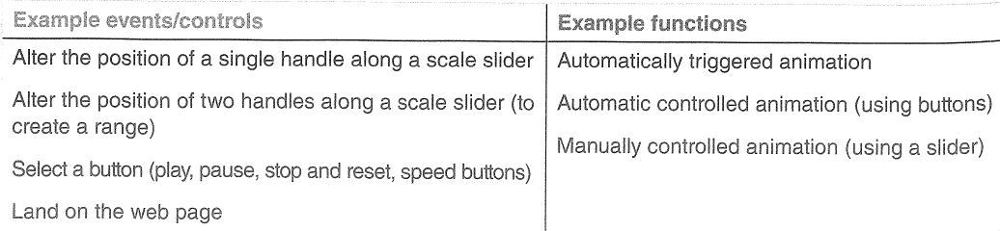 Example events/controls
Example functions
Alter the position of a single handle along a scale slider
Automatically triggered animation
Alter the position of two handles along a scale slider (to
create a range)
Automatic controlled animation (using buttons)
Manually controlled animation (using a slider)
Select a button (play, pause, stop and reset, speed buttons)
Land on the web page